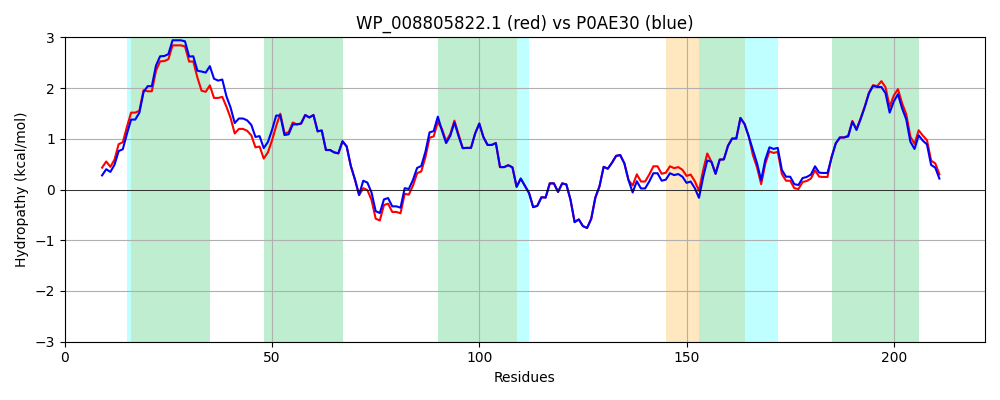 WP_008805822.1 (red) vs P0AE30 (blue)
Hydropathy (kcal/mol)
3
2
1
0
−1
−2
−3
0 50 100 150 200
Residues